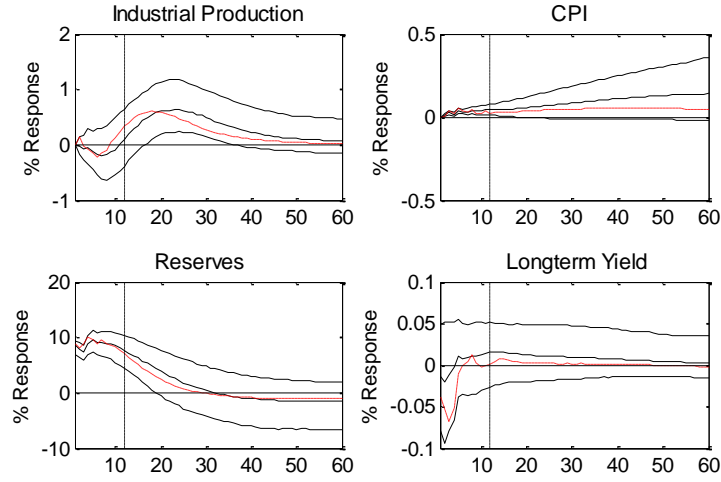 Industrial Production
CPI
% Response
2
1
0
-1
10 20 30 40 50 60
% Response
0.5
0
-0.5
10 20 30 40 50 60
Reserves
Longterm Yield
% Response
20
10
0
-10
10 20 30 40 50 60
% Response
0.1
0.05
0
-0.05
-0.1
10 20 30 40 50 60